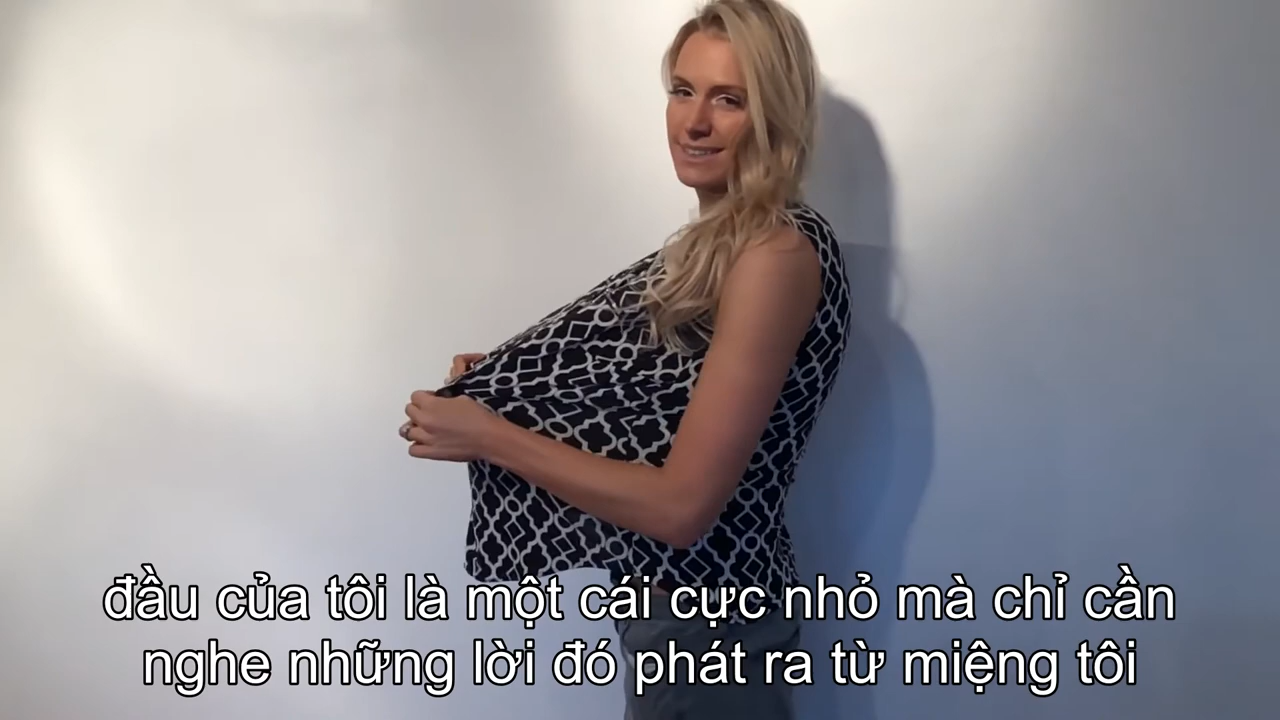 đầu của tôi là một cái cực nhỏ mà chỉ cần
nghe những lời đó phát ra từ miệng tôi